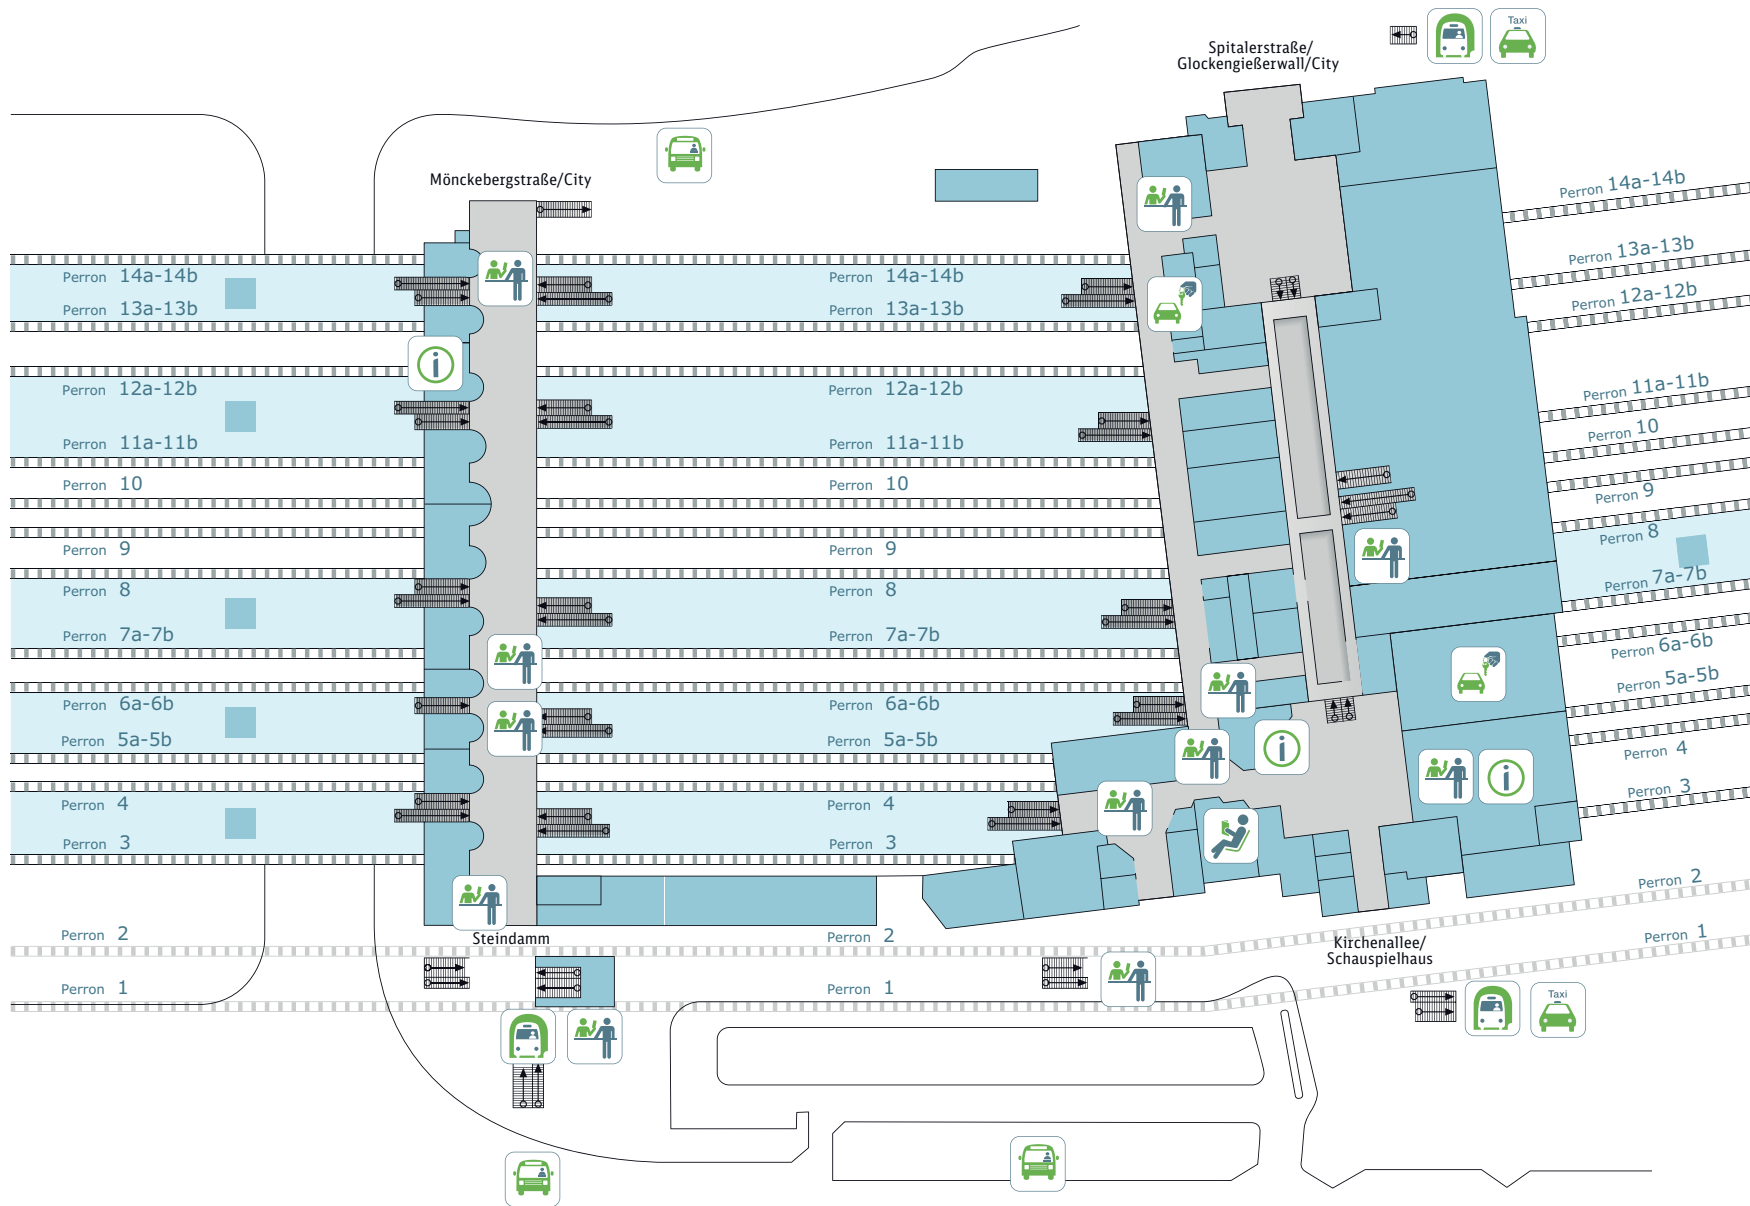 Taxi
Spitalerstraße/
Glockengießerwall/City
Mönckebergstraße/City
Perron 14a-14b
Perron 13a-13b
Perron 12a-12b
Perron 11a-11b
Perron 10
Perron 9
Perron 8
Perron 7a-7b
Perron 6a-6b
Perron 5a-5b
Perron 4
Perron 3
Perron 2
Perron 1
Perron 14a-14b
Perron 13a-13b
Perron 12a-12b
Perron 11a-11b
Perron 10
Perron 9
Perron 8
Perron 7a-7b
Perron 6a-6b
Perron 5a-5b
Perron 4
Perron 3
Perron 2
Perron 1
Perron 14a-14b
Perron 13a-13b
Perron 12a-12b
Perron 11a-11b
Perron 10
Perron 9
Perron 8
Perron 7a-7b
Perron 6a-6b
Perron 5a-5b
Perron 4
Perron 3
Perron 2
Perron 1
Steindamm
Kirchenallee/
Schauspielhaus
Taxi